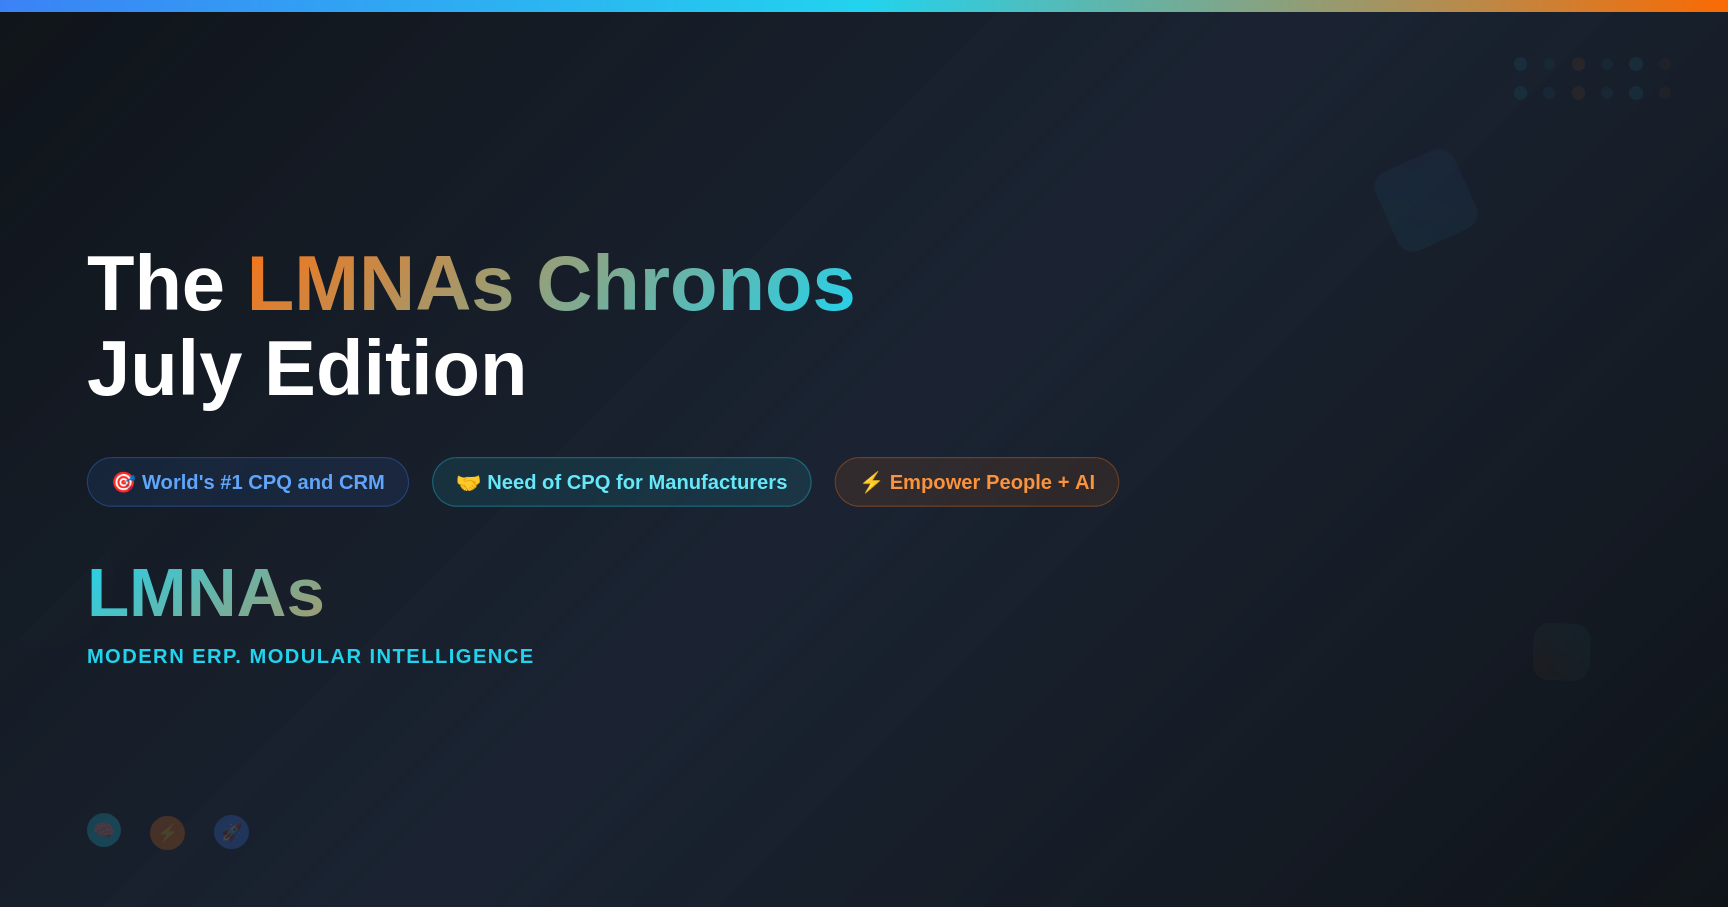 The LMNAs Chronos
July Edition
🎯 World's #1 CPQ and CRM
🤝 Need of CPQ for Manufacturers
⚡ Empower People + AI
LMNAs
MODERN ERP. MODULAR INTELLIGENCE